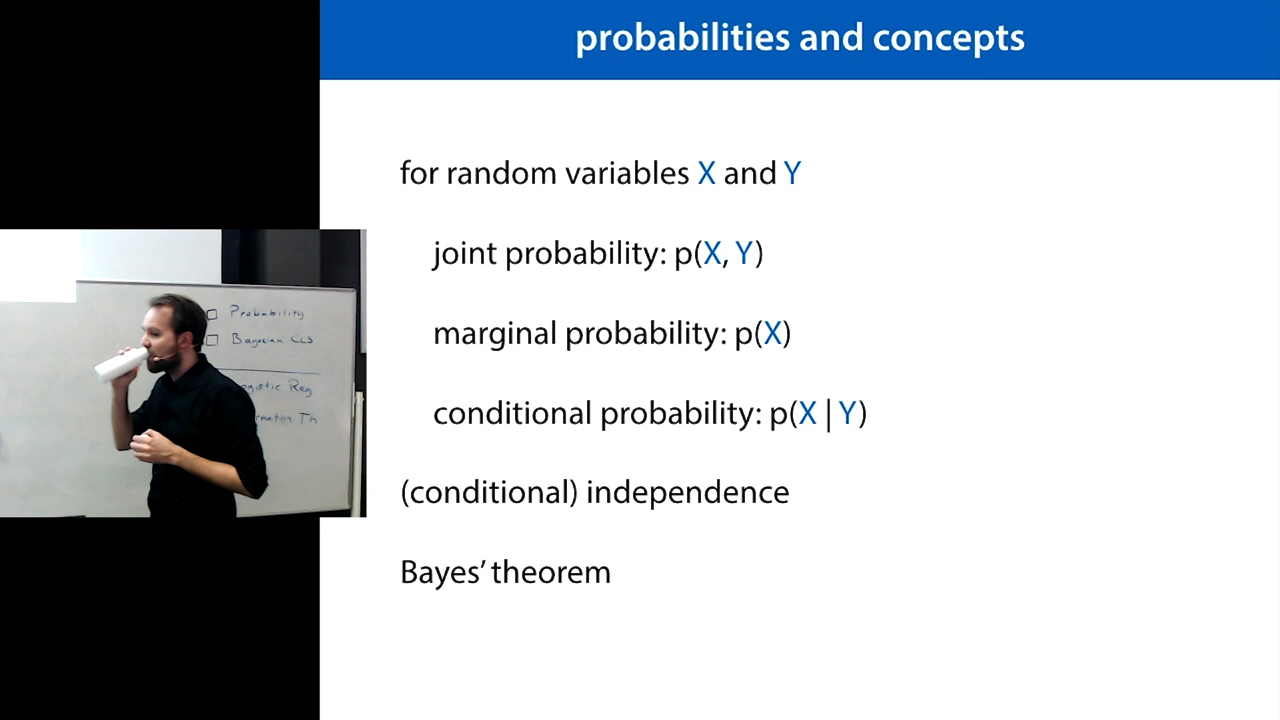 probabilities and concepts
for random variables X and Y
joint probability: p(X, Y)
marginal probability: p(X)
conditional probability: p(X | Y)
(conditional) independence
Bayes’ theorem
Probability
Reg
Th